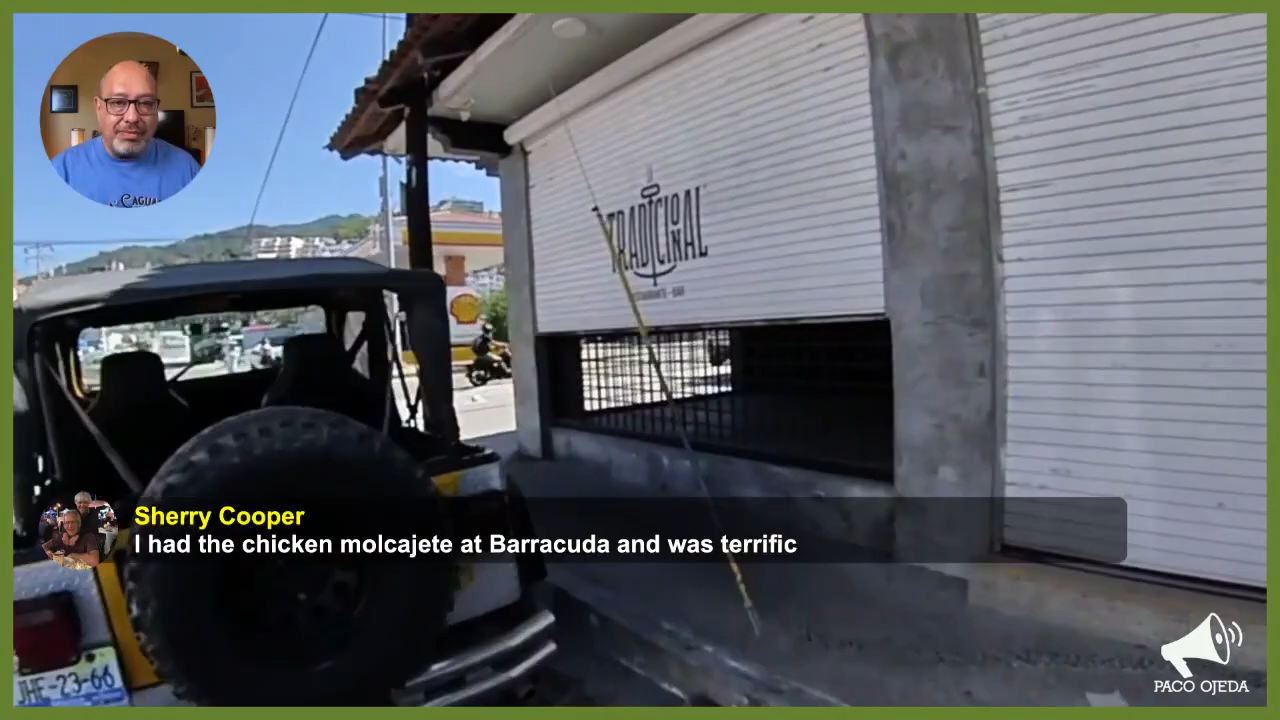 TRADICIONAL
Sherry Cooper
I had the chicken molcajete at Barracuda and was terrific
JHE-23-66
PACO OJEDA